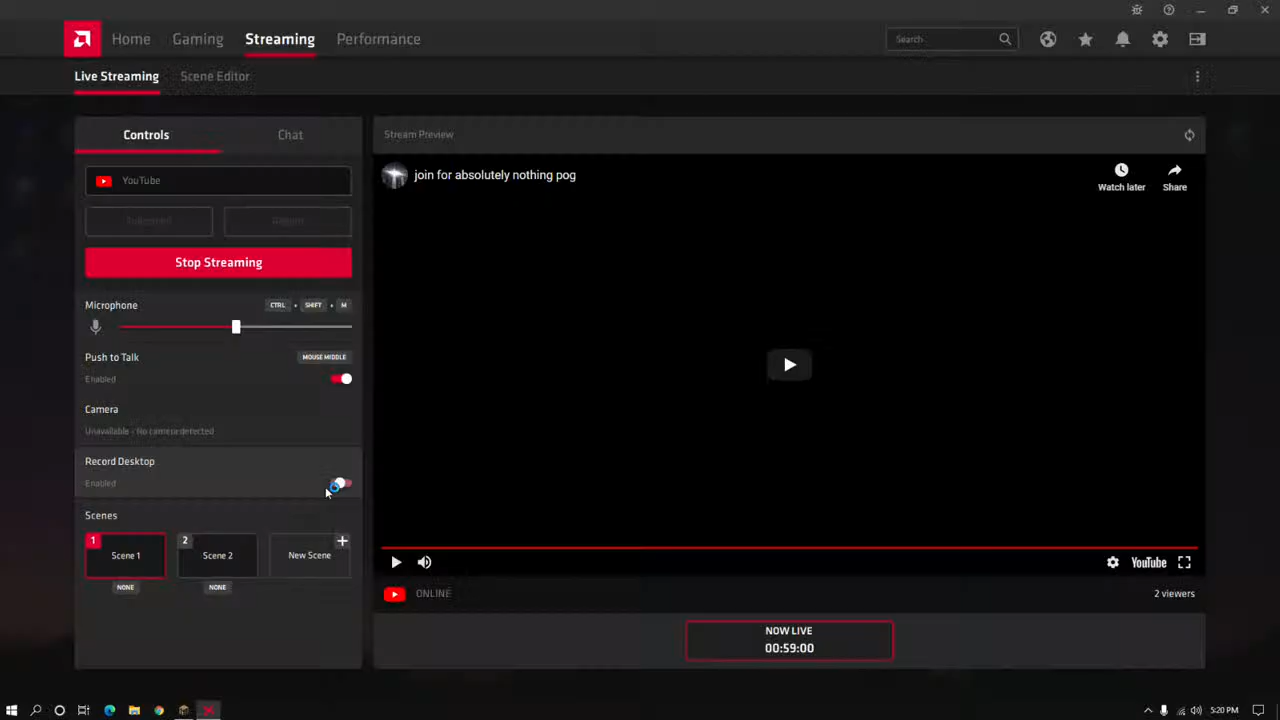 Home Gaming Streaming Performance Search
Live Streaming Scene Editor
Controls Chat
YouTube
Stop Streaming
Microphone CTRL + SHIFT + M
Push to Talk MOUSE MIDDLE
Enabled
Camera
Unavailable - No camera detected
Record Desktop
Enabled
Scenes
1 2
Scene 1 Scene 2 New Scene
NONE NONE
Stream Preview
join for absolutely nothing pog
Watch later Share
YouTube
ONLINE 2 viewers
NOW LIVE
00:59:00
5:20 PM